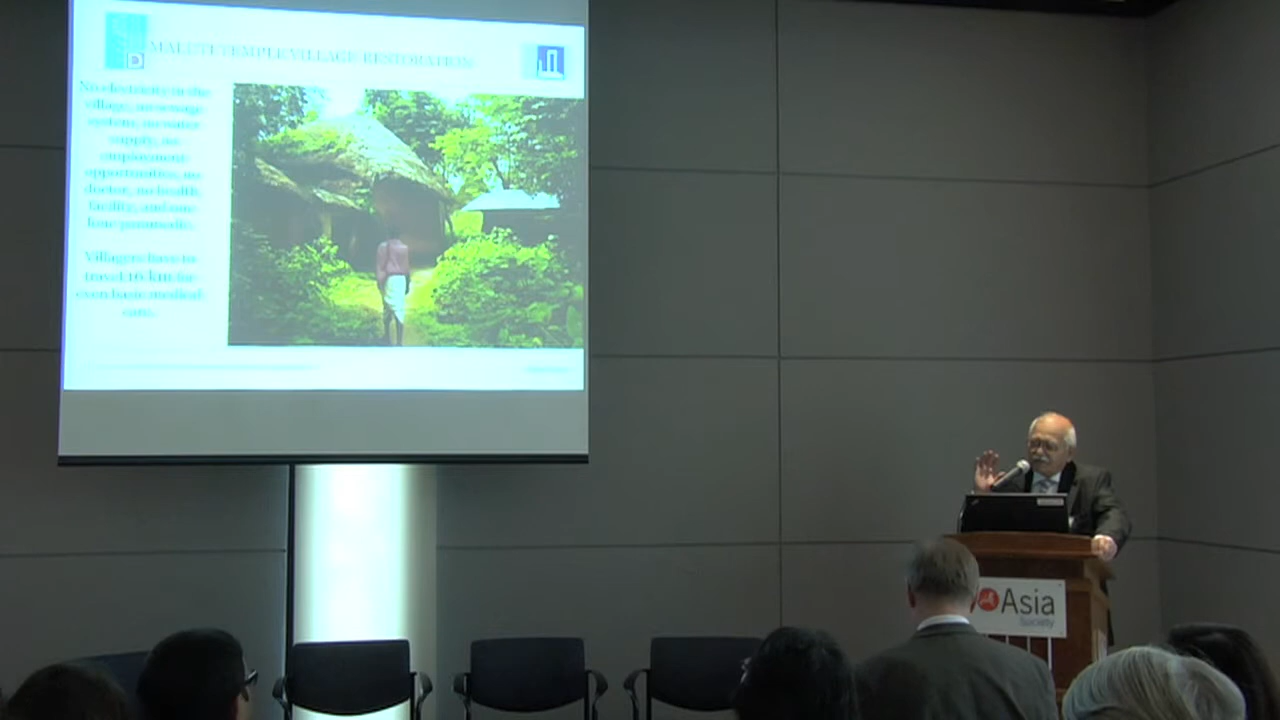 MALUTI TEMPLE VILLAGE RESTORATION
No electricity in the
village, no sewage
system, no water
supply, no
employment
opportunities, no
doctor, no health
facility, and one
lone paramedic.
Villagers have to
travel 16 km for
even basic medical
care.
Asia
Society